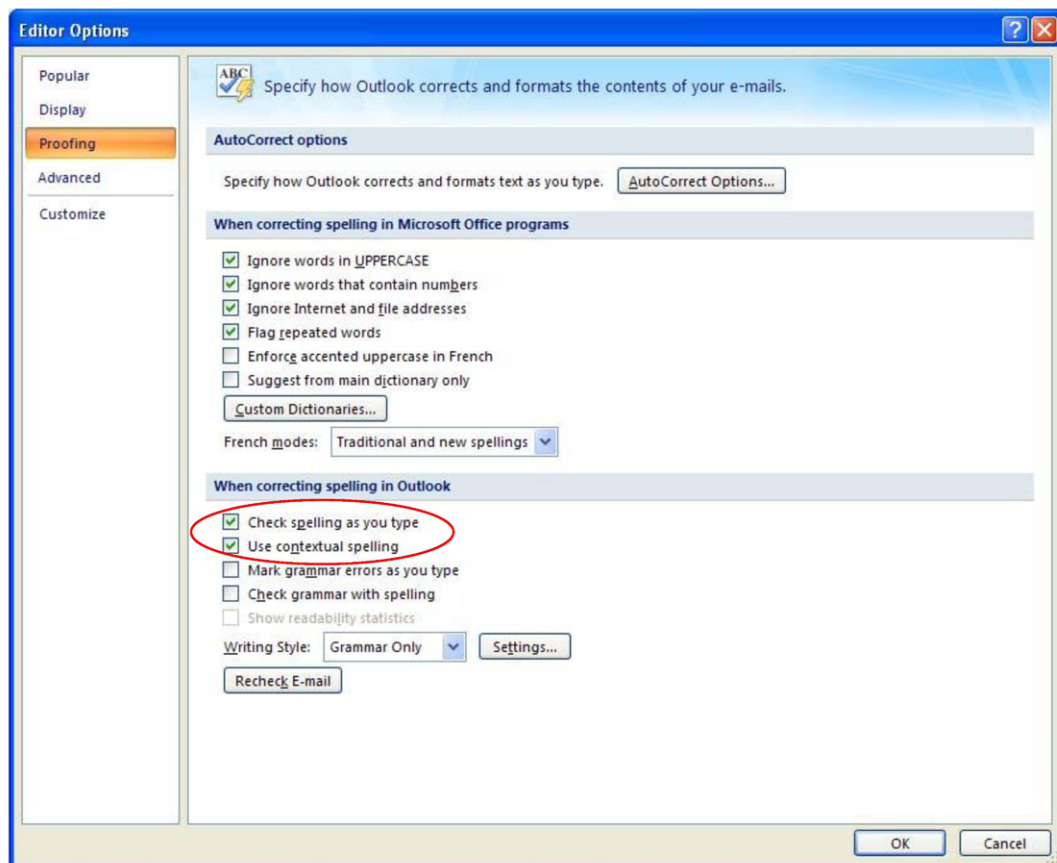 Editor Options
Popular
Display
Proofing
Advanced
Customize
ABC
Specify how Outlook corrects and formats the contents of your e-mails.
AutoCorrect options
Specify how Outlook corrects and formats text as you type. AutoCorrect Options...
When correcting spelling in Microsoft Office programs
Ignore words in UPPERCASE
Ignore words that contain numbers
Ignore Internet and file addresses
Flag repeated words
Enforce accented uppercase in French
Suggest from main dictionary only
Custom Dictionaries...
French modes: Traditional and new spellings
When correcting spelling in Outlook
Check spelling as you type
Use contextual spelling
Mark grammar errors as you type
Check grammar with spelling
Show readability statistics
Writing Style: Grammar Only Settings...
Recheck E-mail
OK Cancel